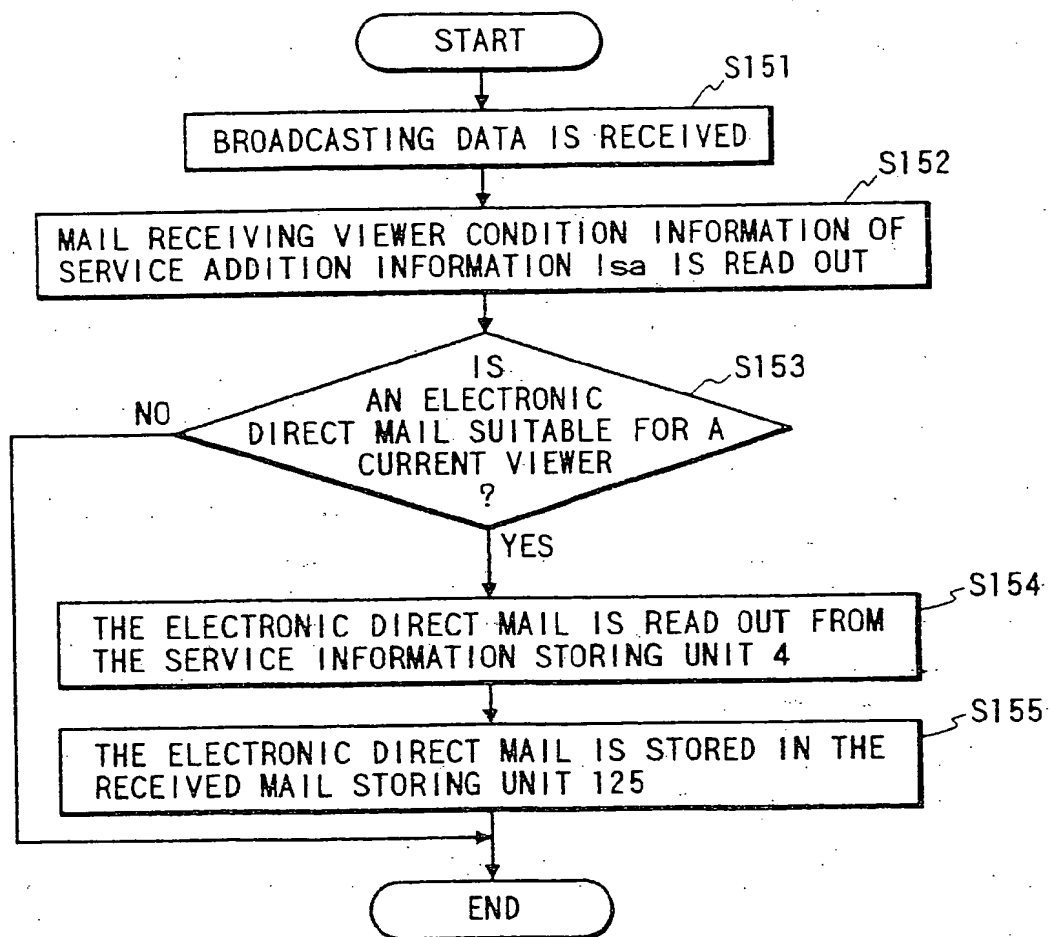 START
S151
BROADCASTING DATA IS RECEIVED
S152
MAIL RECEIVING VIEWER CONDITION INFORMATION OF
SERVICE ADDITION INFORMATION Isa IS READ OUT
S153
IS
AN ELECTRONIC
DIRECT MAIL SUITABLE FOR A
CURRENT VIEWER
?
NO
YES
S154
THE ELECTRONIC DIRECT MAIL IS READ OUT FROM
THE SERVICE INFORMATION STORING UNIT 4
S155
THE ELECTRONIC DIRECT MAIL IS STORED IN THE
RECEIVED MAIL STORING UNIT 125
END